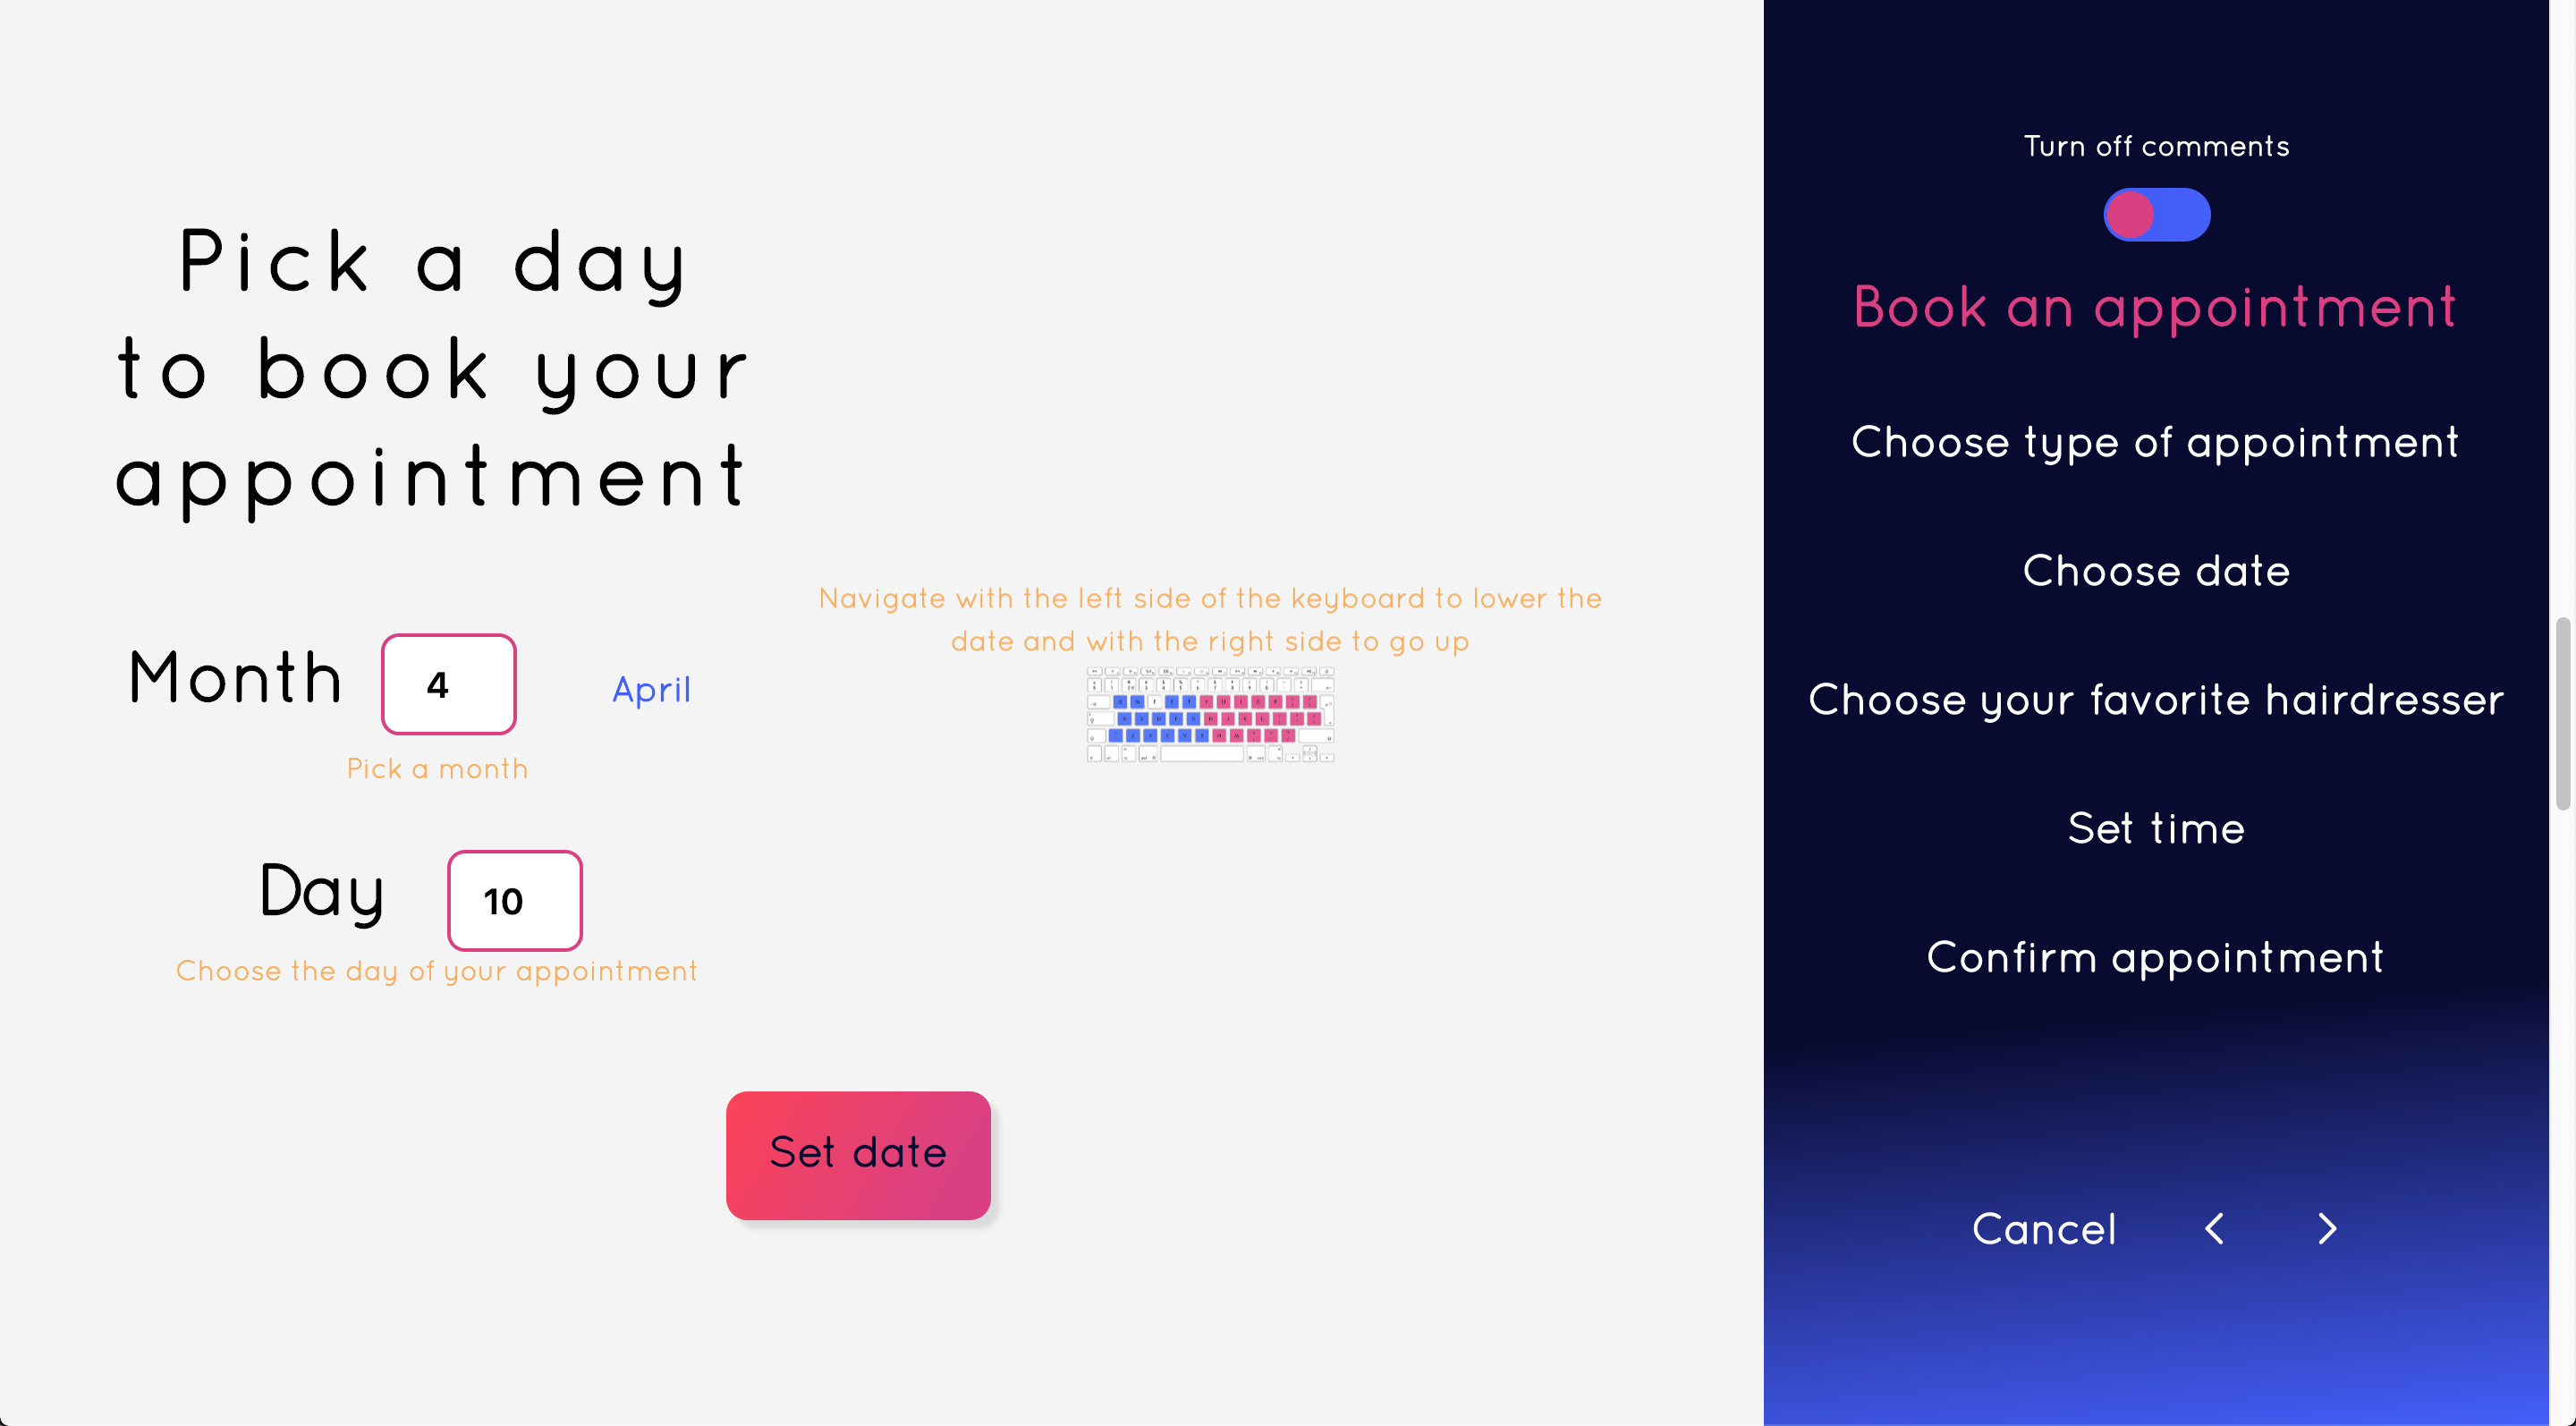 Pick a day
to book your
appointment
Month
4
April
Pick a month
Day
10
Choose the day of your appointment
Navigate with the left side of the keyboard to lower the
date and with the right side to go up
Set date
Turn off comments
Book an appointment
Choose type of appointment
Choose date
Choose your favorite hairdresser
Set time
Confirm appointment
Cancel < >